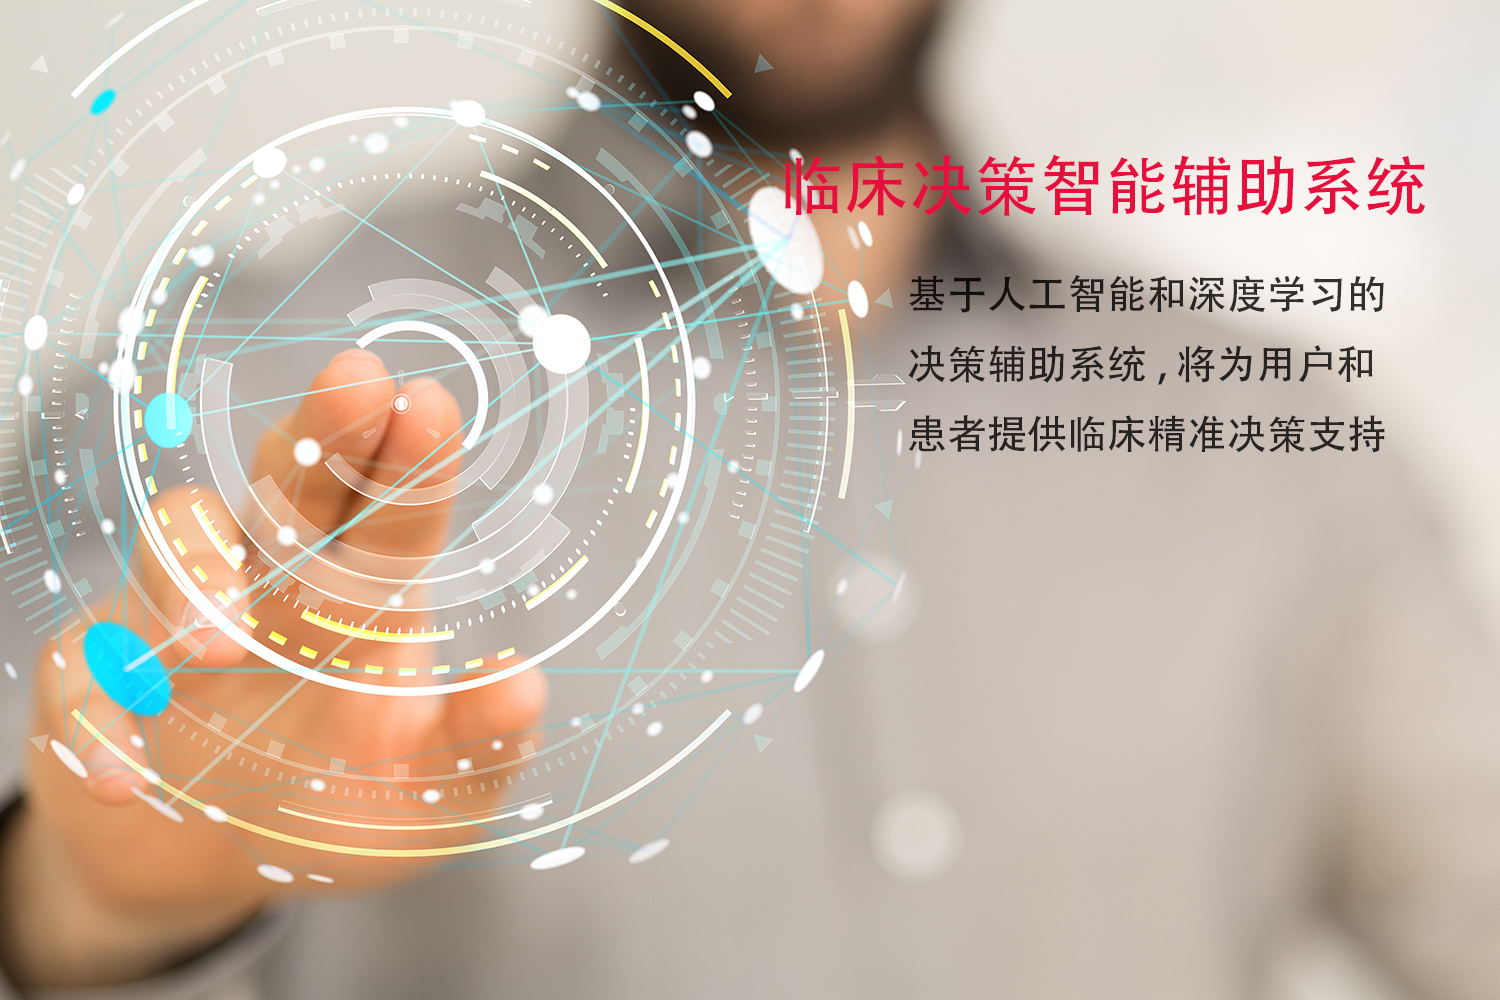 临床决策智能辅助系统
基于人工智能和深度学习的
决策辅助系统，将为用户和
患者提供临床精准决策支持